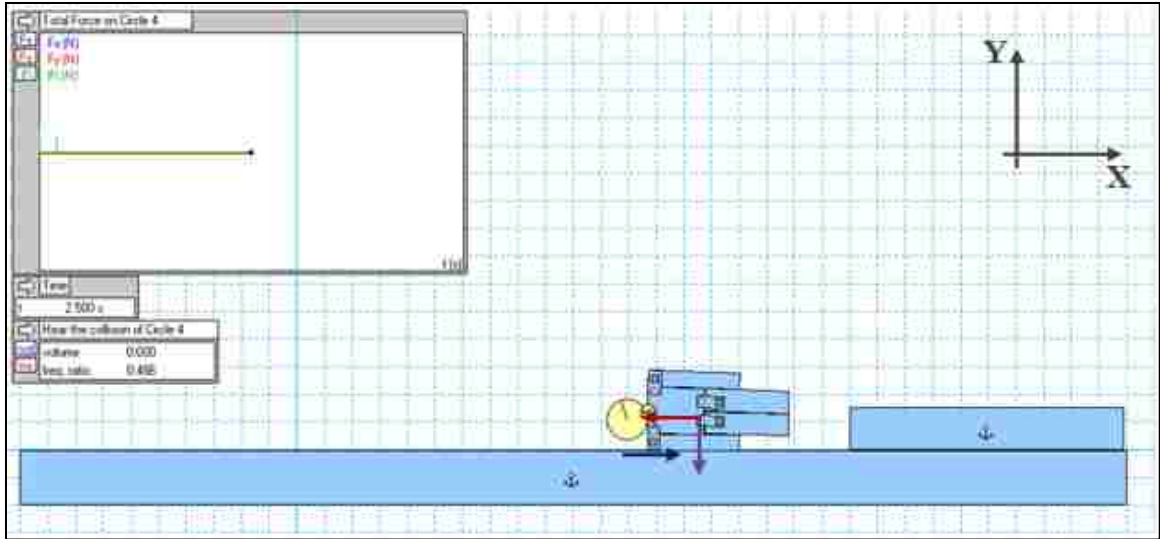 Total Force on Circle 4
Fx (N)
Fy (N)
|F| (N)
t (s)
Time
t 2.500 s
Hear the collision of Circle 4
volume 0.000
freq. ratio
Y
X